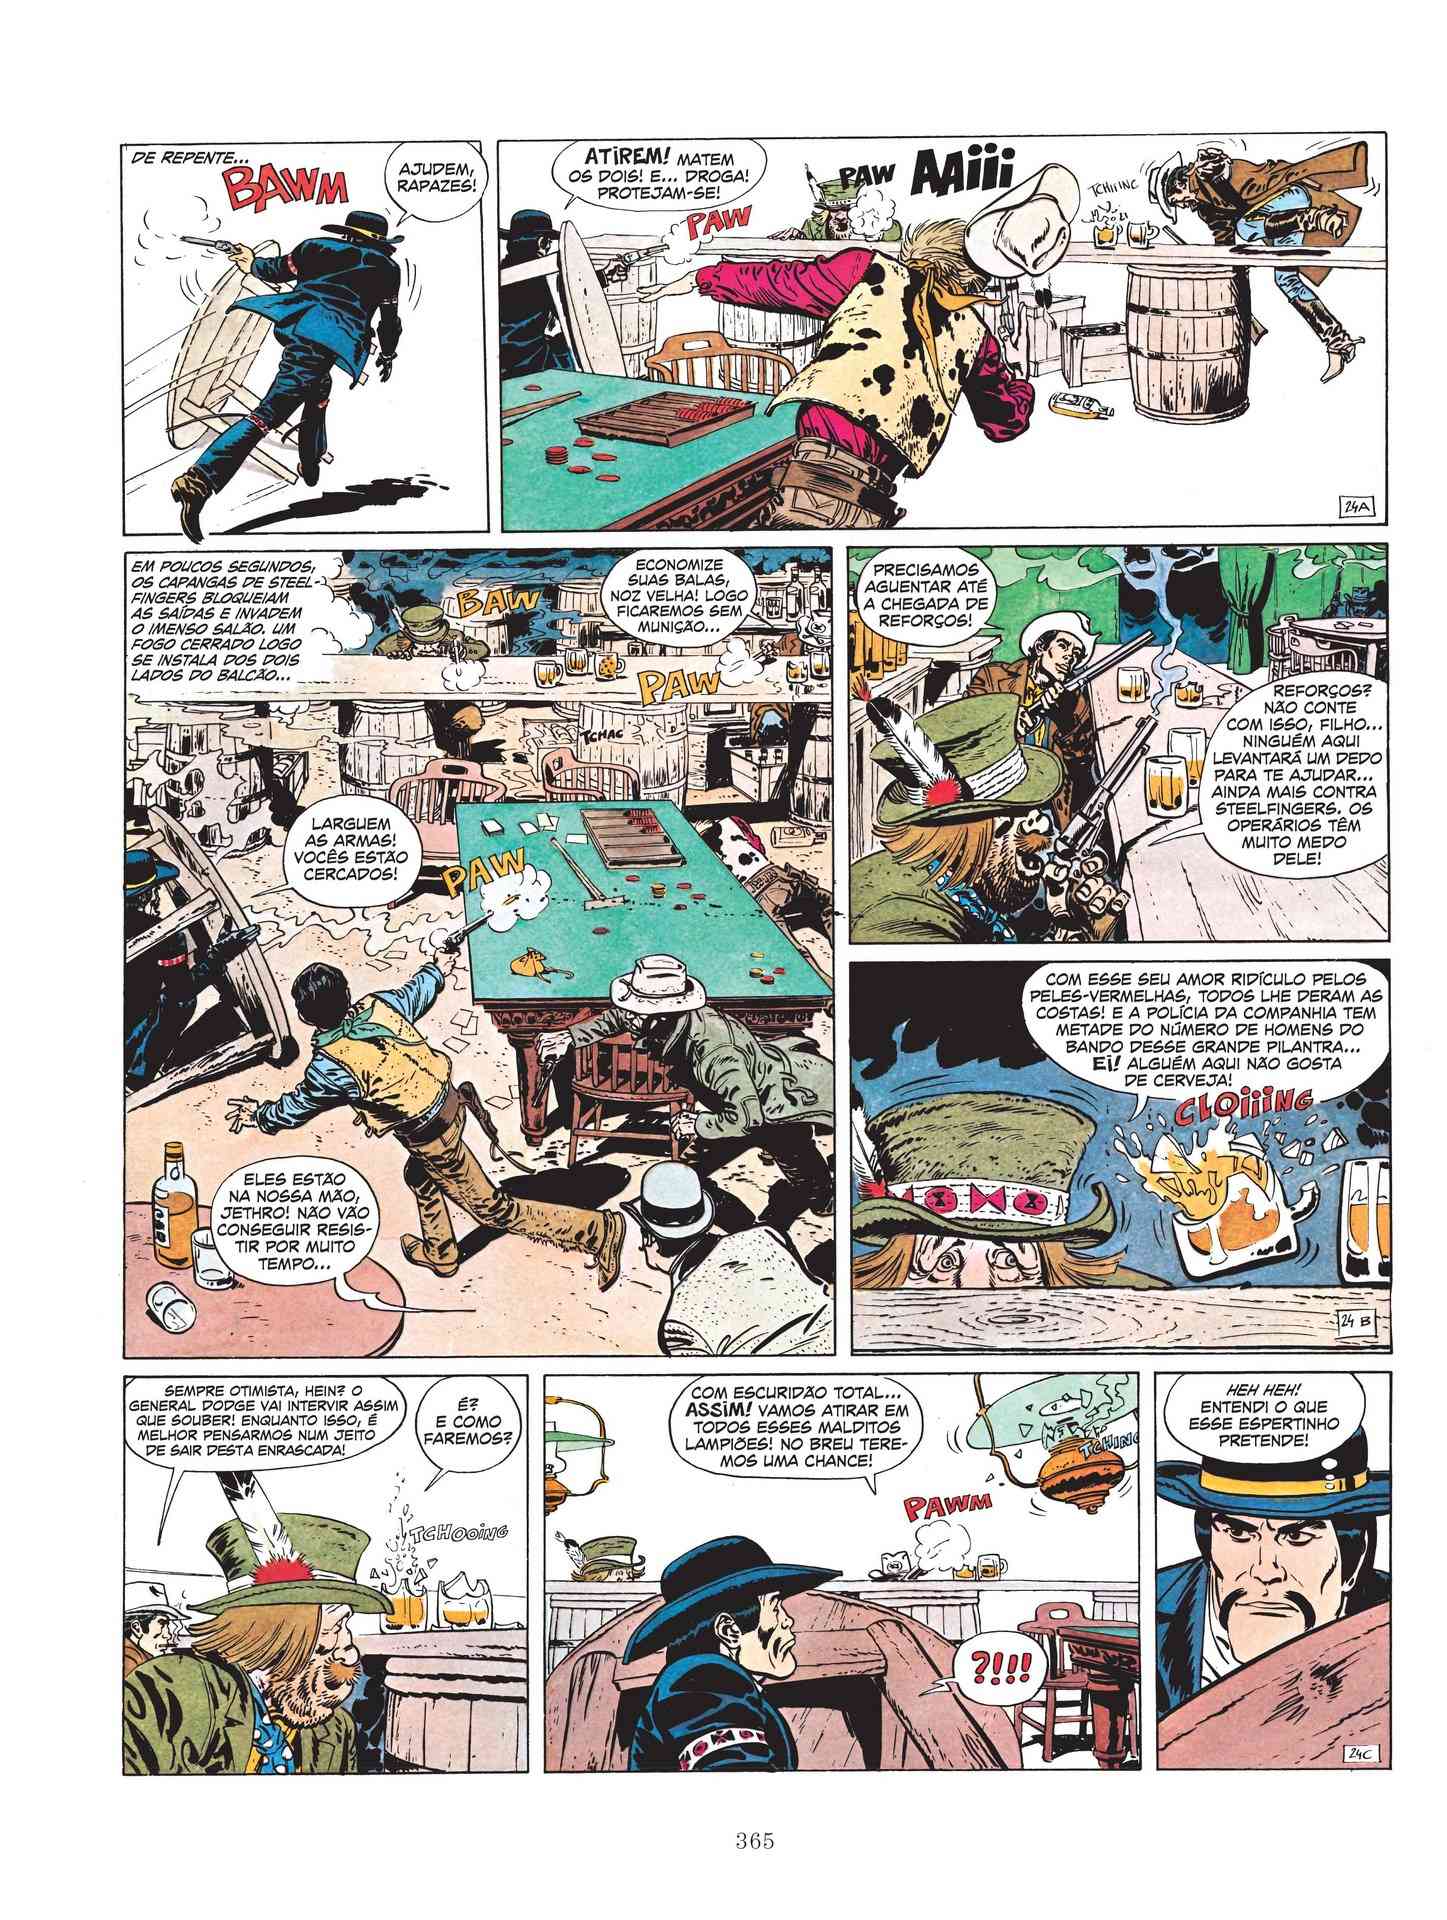 DE REPENTE...
BAWM
AJUDEM,
RAPAZES!
ATIREM! MATEM
OS DOIS! E... DROGA!
PROTEJAM-SE!
PAW
PAW
AAiii
TCHIIINC
24A
EM POUCOS SEGUNDOS,
OS CAPANGAS DE STEEL-
FINGERS BLOQUEIAM
AS SAÍDAS E INVADEM
O IMENSO SALÃO. UM
FOGO CERRADO LOGO
SE INSTALA DOS DOIS
LADOS DO BALCÃO...
BAW
ECONOMIZE
SUAS BALAS,
NOZ VELHA! LOGO
FICAREMOS SEM
MUNIÇÃO...
PAW
TCHAC
LARGUEM
AS ARMAS!
VOCÊS ESTÃO
CERCADOS!
PAW
ELES ESTÃO
NA NOSSA MÃO,
JETHRO! NÃO VÃO
CONSEGUIR RESIS-
TIR POR MUITO
TEMPO...
PRECISAMOS
AGUENTAR ATÉ
A CHEGADA DE
REFORÇOS!
REFORÇOS?
NÃO CONTE
COM ISSO, FILHO...
NINGUÉM AQUI
LEVANTARÁ UM DEDO
PARA TE AJUDAR...
AINDA MAIS CONTRA
STEELFINGERS. OS
OPERÁRIOS TÊM
MUITO MEDO
DELE!
COM ESSE SEU AMOR RIDÍCULO PELOS
PELES-VERMELHAS, TODOS LHE DERAM AS
COSTAS! E A POLÍCIA DA COMPANHIA TEM
METADE DO NÚMERO DE HOMENS DO
BANDO DESSE GRANDE PILANTRA...
EI! ALGUÉM AQUI NÃO GOSTA
DE CERVEJA!
CLOiiiNG
24 B
SEMPRE OTIMISTA, HEIN? O
GENERAL DODGE VAI INTERVIR ASSIM
QUE SOUBER! ENQUANTO ISSO, É
MELHOR PENSARMOS NUM JEITO
DE SAIR DESTA ENRASCADA!
É?
E COMO
FAREMOS?
TCHOOING
COM ESCURIDÃO TOTAL...
ASSIM! VAMOS ATIRAR EM
TODOS ESSES MALDITOS
LAMPIÕES! NO BREU TERE-
MOS UMA CHANCE!
TCHING
PAWM
?!!!
HEH HEH!
ENTENDI O QUE
ESSE ESPERTINHO
PRETENDE!
24C
365